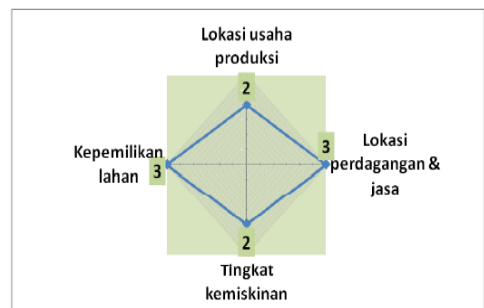 Lokasi usaha
produksi
2
Kepemilikan
lahan
3
3
Lokasi
perdagangan &
jasa
2
Tingkat
kemiskinan